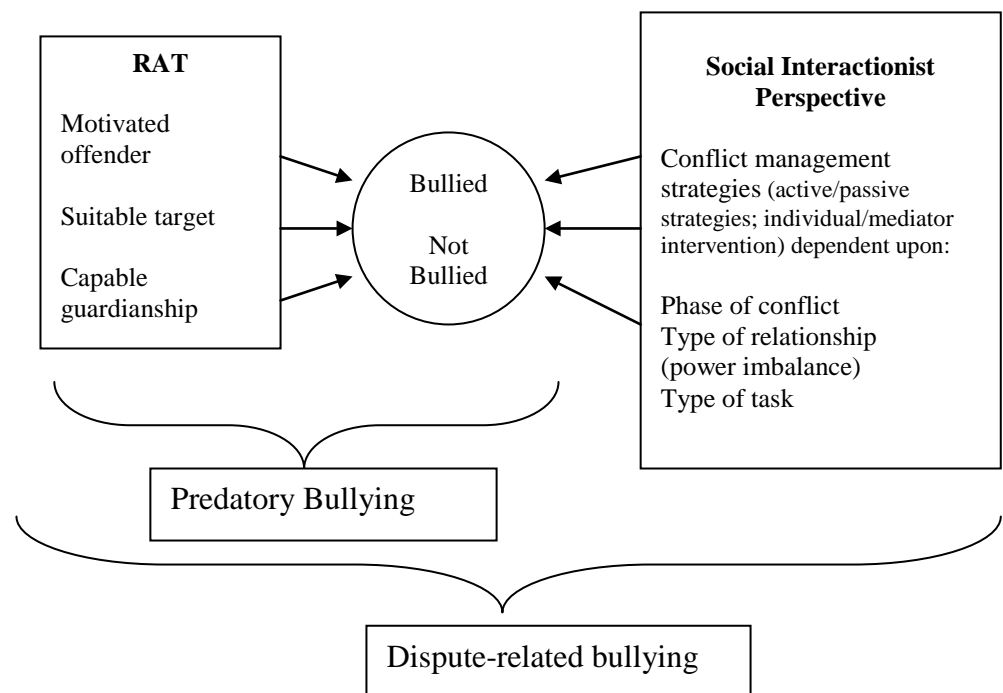 RAT
Motivated
offender
Suitable target
Capable
guardianship
Bullied
Not
Bullied
Social Interactionist
Perspective
Conflict management
strategies (active/passive
strategies; individual/mediator
intervention) dependent upon:
Phase of conflict
Type of relationship
(power imbalance)
Type of task
Predatory Bullying
Dispute-related bullying